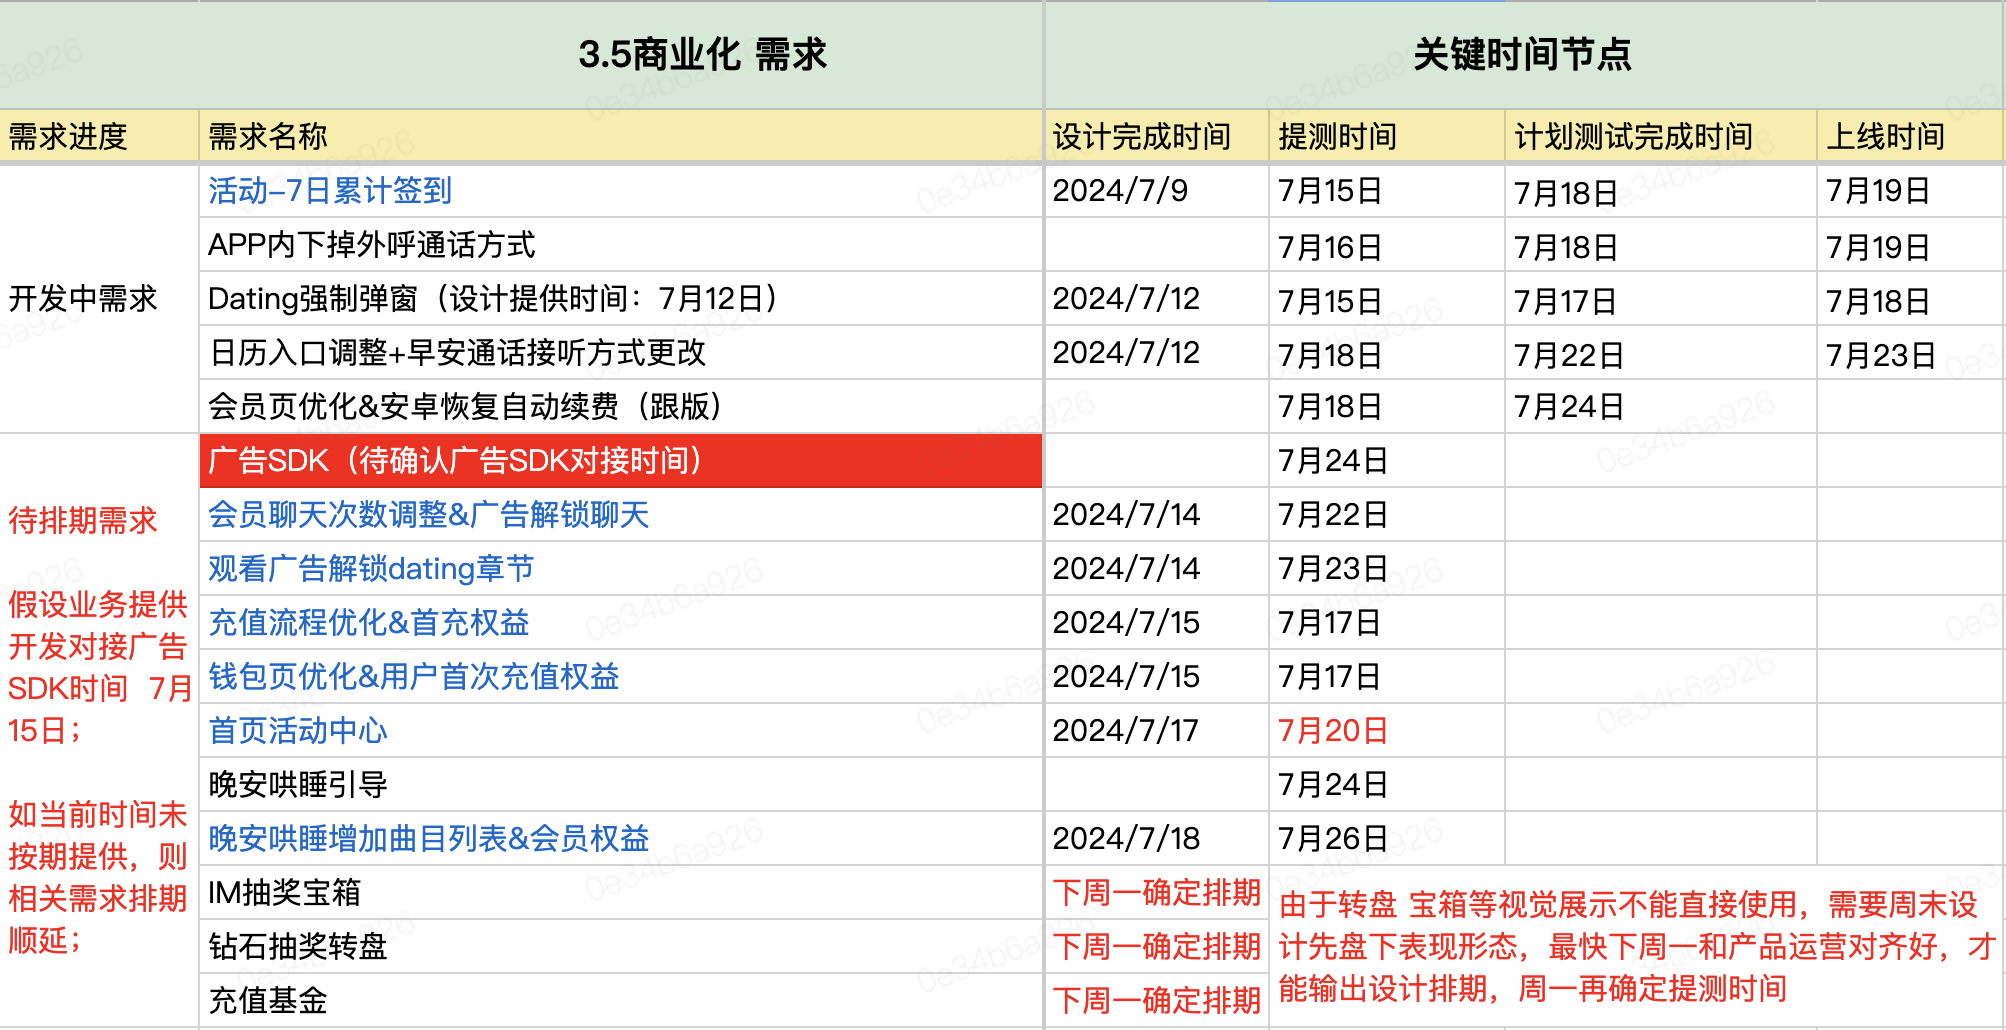 3.5商业化 需求 关键时间节点
需求进度 需求名称 设计完成时间 提测时间 计划测试完成时间 上线时间
开发中需求
活动-7日累计签到 2024/7/9 7月15日 7月18日 7月19日
APP内下掉外呼通话方式 7月16日 7月18日 7月19日
Dating强制弹窗（设计提供时间：7月12日） 2024/7/12 7月15日 7月17日 7月18日
日历入口调整+早安通话接听方式更改 2024/7/12 7月18日 7月22日 7月23日
会员页优化&安卓恢复自动续费（跟版） 7月18日 7月24日
待排期需求
假设业务提供
开发对接广告
SDK时间 7月
15日；
如当前时间未
按期提供，则
相关需求排期
顺延；
广告SDK（待确认广告SDK对接时间） 7月24日
会员聊天次数调整&广告解锁聊天 2024/7/14 7月22日
观看广告解锁dating章节 2024/7/14 7月23日
充值流程优化&首充权益 2024/7/15 7月17日
钱包页优化&用户首次充值权益 2024/7/15 7月17日
首页活动中心 2024/7/17 7月20日
晚安哄睡引导 7月24日
晚安哄睡增加曲目列表&会员权益 2024/7/18 7月26日
IM抽奖宝箱 下周一确定排期
钻石抽奖转盘 下周一确定排期
充值基金 下周一确定排期
由于转盘 宝箱等视觉展示不能直接使用，需要周末设
计先盘下表现形态，最快下周一和产品运营对齐好，才
能输出设计排期，周一再确定提测时间
0e34b6a926